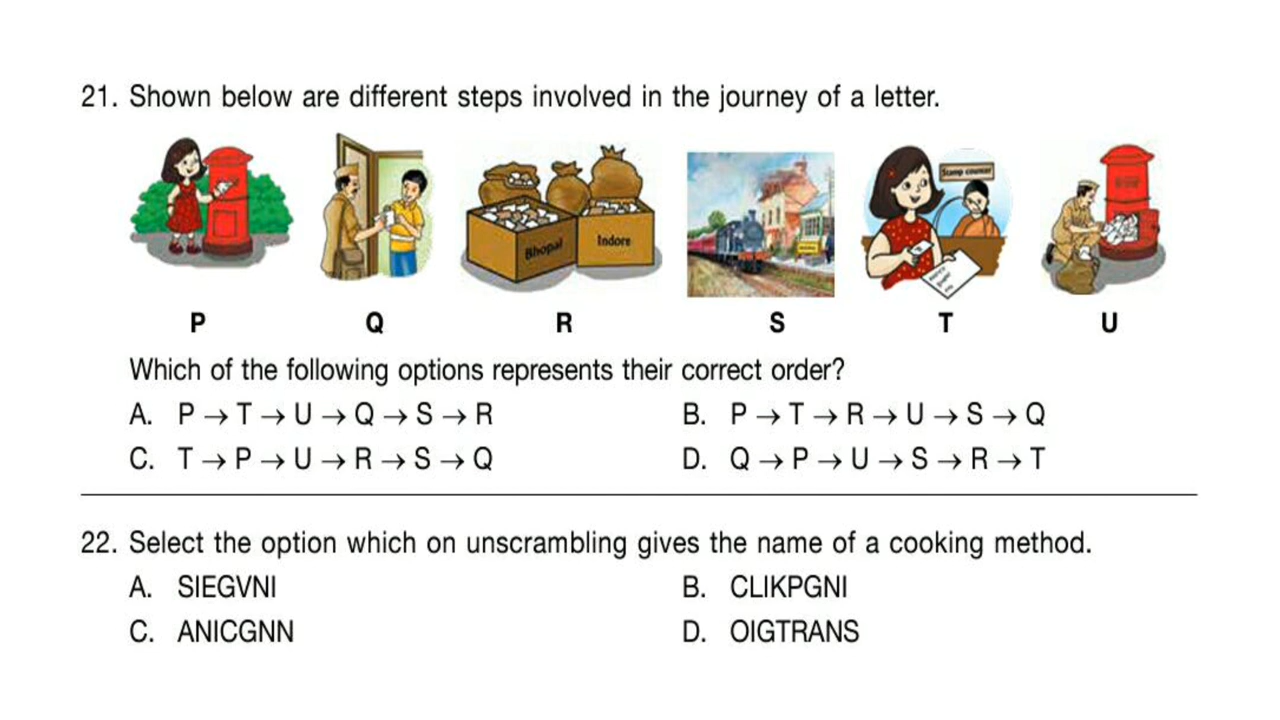 21. Shown below are different steps involved in the journey of a letter.
Stamp counter
Bhopal Indore
P Q R S T U
Which of the following options represents their correct order?
A. P → T → U → Q → S → R B. P → T → R → U → S → Q
C. T → P → U → R → S → Q D. Q → P → U → S → R → T
22. Select the option which on unscrambling gives the name of a cooking method.
A. SIEGVNI B. CLIKPGNI
C. ANICGNN D. OIGTRANS